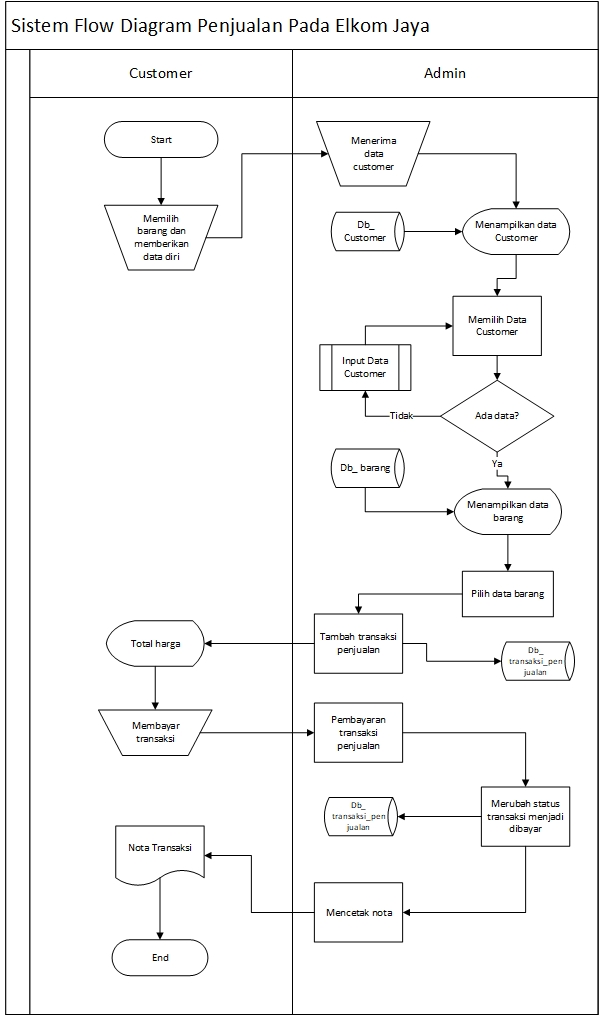 Sistem Flow Diagram Penjualan Pada Elkom Jaya
Customer
Admin
Start
Menerima
data
customer
Memilih
barang dan
memberikan
data diri
Db_
Customer
Menampilkan data
Customer
Memilih Data
Customer
Input Data
Customer
Tidak
Ada data?
Ya
Db_ barang
Menampilkan data
barang
Pilih data barang
Total harga
Tambah transaksi
penjualan
Db_
transaksi_pen
jualan
Membayar
transaksi
Pembayaran
transaksi
penjualan
Db_
transaksi_pen
jualan
Merubah status
transaksi menjadi
dibayar
Nota Transaksi
Mencetak nota
End